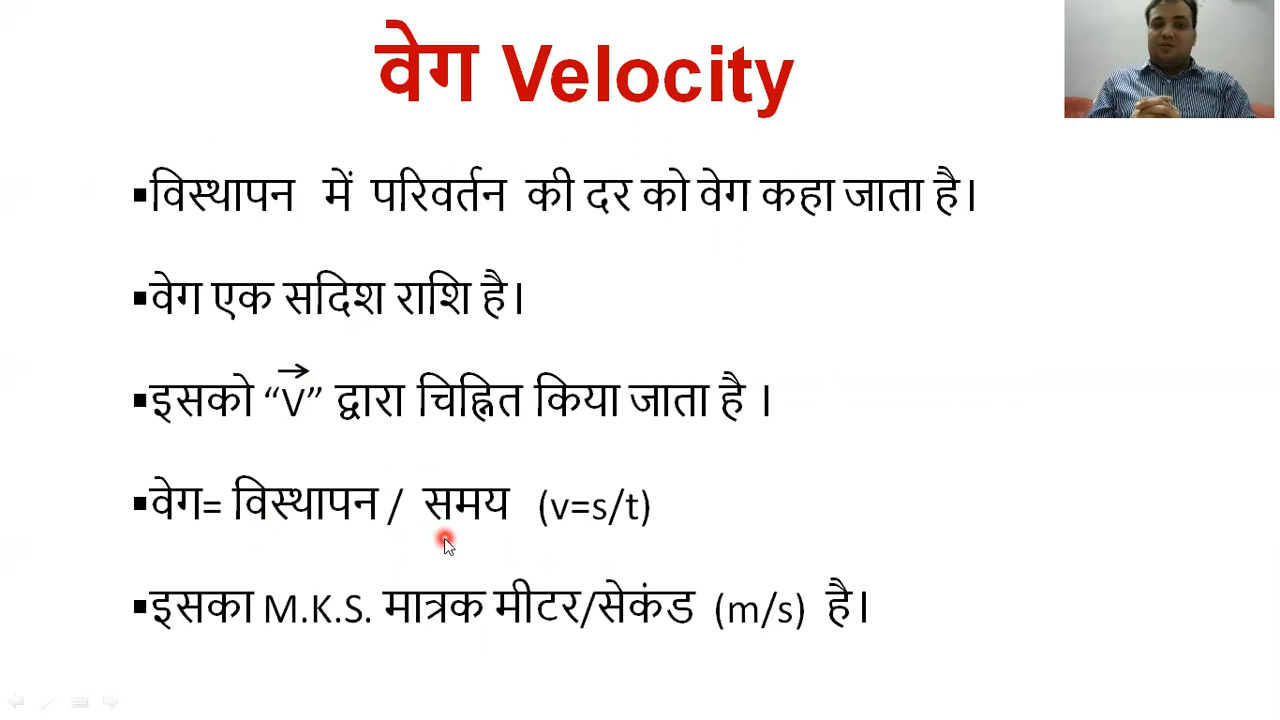 वेग Velocity
▪विस्थापन में परिवर्तन की दर को वेग कहा जाता है।
▪वेग एक सदिश राशि है।
▪इसको “V⃗” द्वारा चिह्नित किया जाता है ।
▪वेग= विस्थापन / समय (v=s/t)
▪इसका M.K.S. मात्रक मीटर/सेकंड (m/s) है।